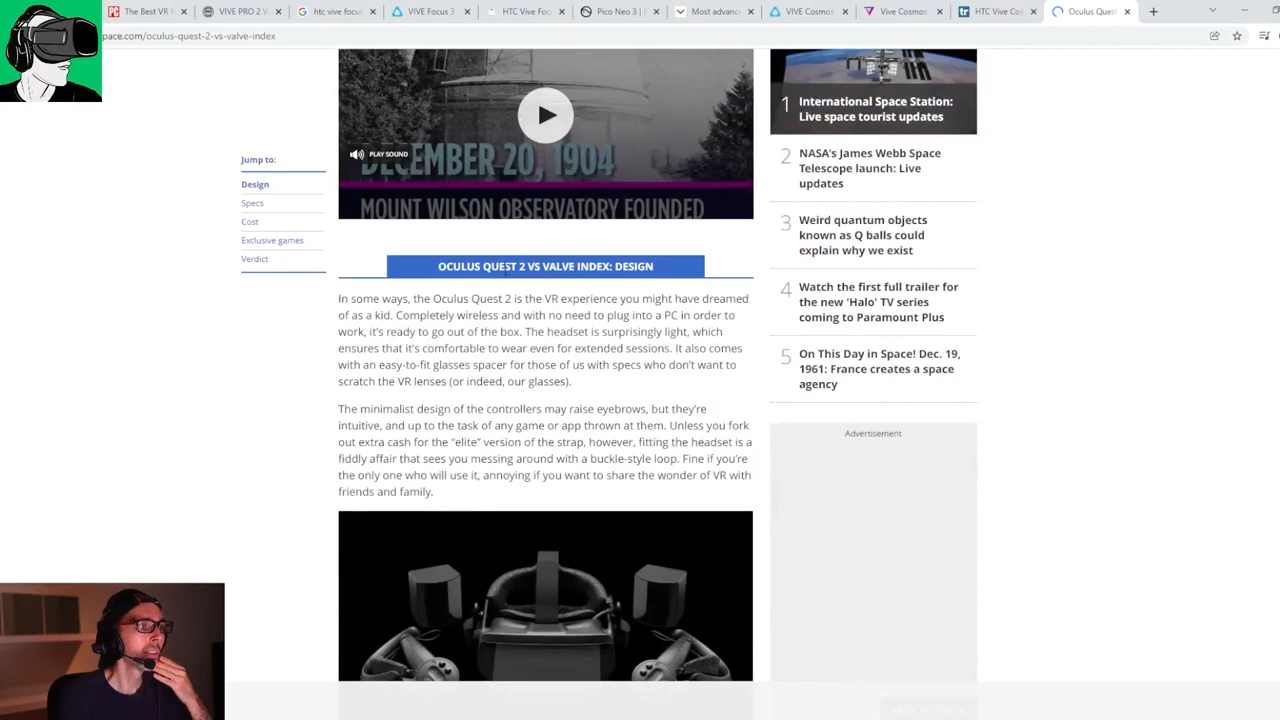 The Best VR H
VIVE PRO 2 V
htc vive focus
VIVE Focus 3
HTC Vive Foc
Pico Neo 3 | E
Most advanc
VIVE Cosmos
Vive Cosmos
HTC Vive Cos
Oculus Quest
pace.com/oculus-quest-2-vs-valve-index
PLAY SOUND
DECEMBER 20, 1904
MOUNT WILSON OBSERVATORY FOUNDED
Jump to:
Design
Specs
Cost
Exclusive games
Verdict
OCULUS QUEST 2 VS VALVE INDEX: DESIGN
In some ways, the Oculus Quest 2 is the VR experience you might have dreamed
of as a kid. Completely wireless and with no need to plug into a PC in order to
work, it's ready to go out of the box. The headset is surprisingly light, which
ensures that it's comfortable to wear even for extended sessions. It also comes
with an easy-to-fit glasses spacer for those of us with specs who don't want to
scratch the VR lenses (or indeed, our glasses).
The minimalist design of the controllers may raise eyebrows, but they're
intuitive, and up to the task of any game or app thrown at them. Unless you fork
out extra cash for the "elite" version of the strap, however, fitting the headset is a
fiddly affair that sees you messing around with a buckle-style loop. Fine if you're
the only one who will use it, annoying if you want to share the wonder of VR with
friends and family.
1 International Space Station:
Live space tourist updates
2 NASA's James Webb Space
Telescope launch: Live
updates
3 Weird quantum objects
known as Q balls could
explain why we exist
4 Watch the first full trailer for
the new 'Halo' TV series
coming to Paramount Plus
5 On This Day in Space! Dec. 19,
1961: France creates a space
agency
Advertisement
BACK TO TOP